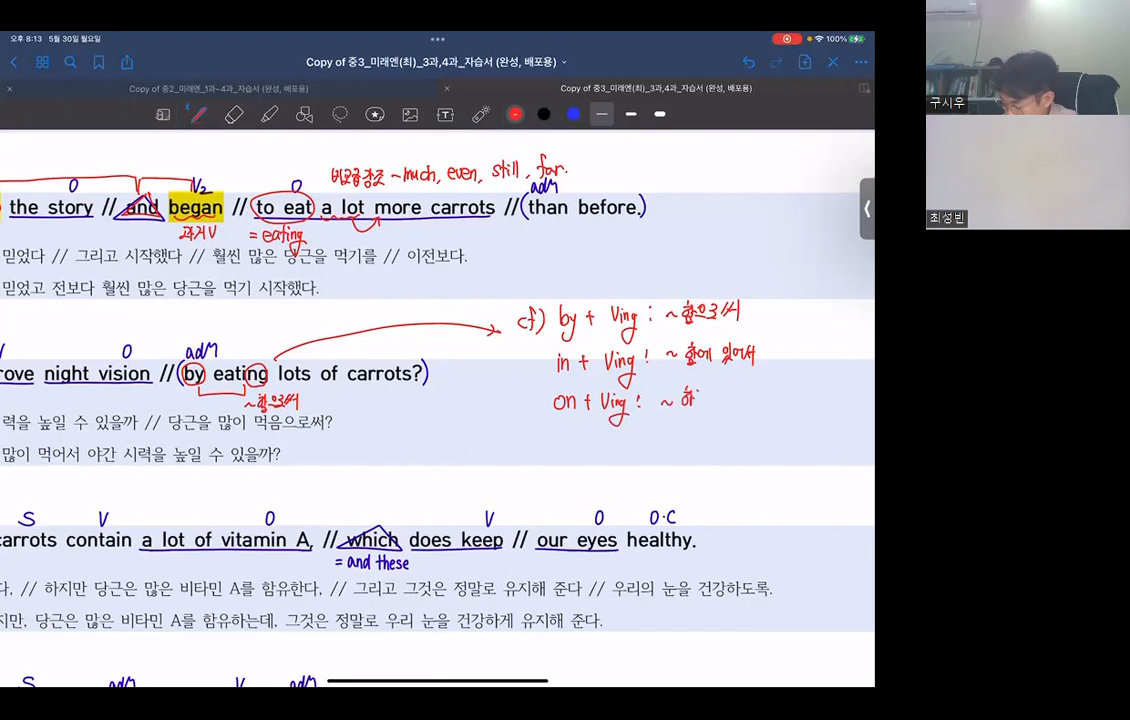 오후 8:13 5월 30일 월요일
100%
Copy of 중3_미래엔(최)_3과,4과_자습서 (완성, 배포용)
Copy of 중2_미래엔_1과~4과_자습서 (완성, 배포용)
Copy of 중3_미래엔(최)_3과,4과_자습서 (완성, 배포용)
구시우
최성빈
비교급 강조 ~ much, even, still, far.
O V2 O adM
the story // and began // to eat a lot more carrots // (than before.)
과거V = eating
믿었다 // 그리고 시작했다 // 훨씬 많은 당근을 먹기를 // 이전보다.
믿었고 전보다 훨씬 많은 당근을 먹기 시작했다.
cf) by + Ving : ~함으로써
in + Ving : ~함에 있어서
on + Ving : ~하
O adM
rove night vision // (by eating lots of carrots?)
~함으로써
력을 높일 수 있을까 // 당근을 많이 먹음으로써?
많이 먹어서 야간 시력을 높일 수 있을까?
S V O V O O·C
carrots contain a lot of vitamin A, // which does keep // our eyes healthy.
= and these
다, // 하지만 당근은 많은 비타민 A를 함유한다, // 그리고 그것은 정말로 유지해 준다 // 우리의 눈을 건강하도록.
지만, 당근은 많은 비타민 A를 함유하는데, 그것은 정말로 우리 눈을 건강하게 유지해 준다.
S adM V adM